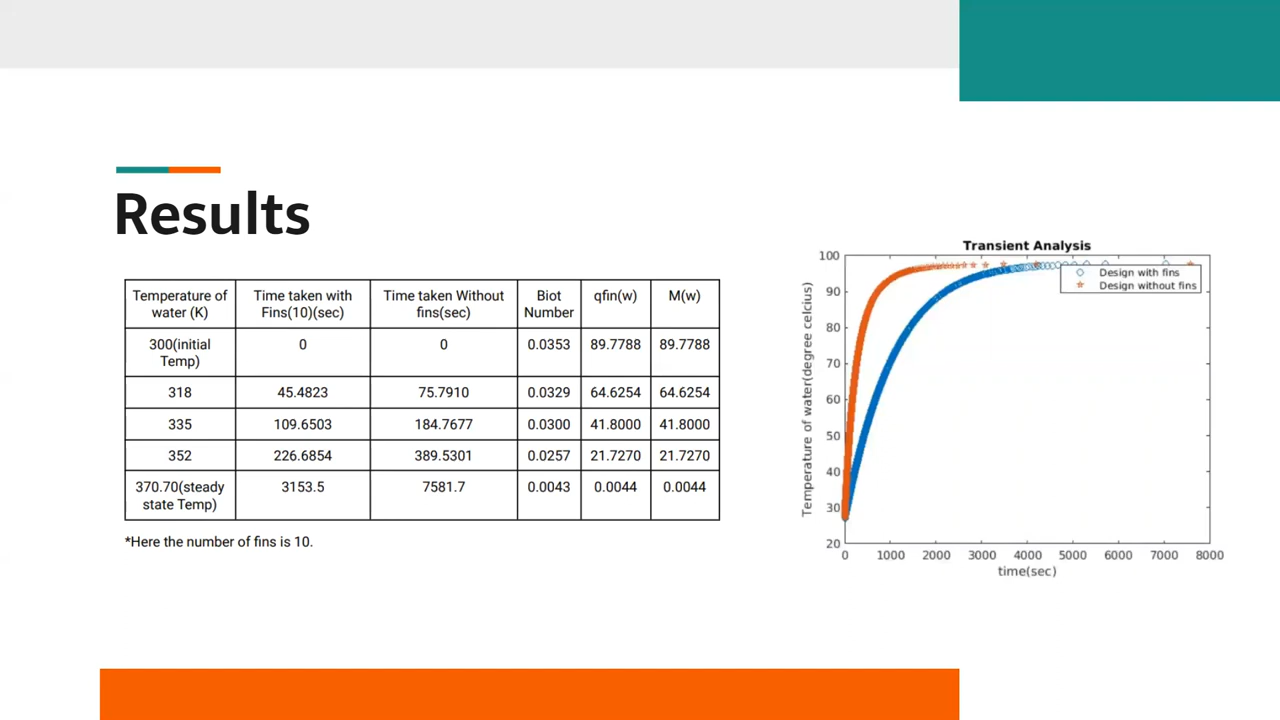 Results
Temperature of water (K) Time taken with Fins(10)(sec) Time taken Without fins(sec) Biot Number qfin(w) M(w)
300(initial Temp) 0 0 0.0353 89.7788 89.7788
318 45.4823 75.7910 0.0329 64.6254 64.6254
335 109.6503 184.7677 0.0300 41.8000 41.8000
352 226.6854 389.5301 0.0257 21.7270 21.7270
370.70(steady state Temp) 3153.5 7581.7 0.0043 0.0044 0.0044
*Here the number of fins is 10.
Transient Analysis
Design with fins
Design without fins
Temperature of water(degree celcius)
100
90
80
70
60
50
40
30
20
0 1000 2000 3000 4000 5000 6000 7000 8000
time(sec)